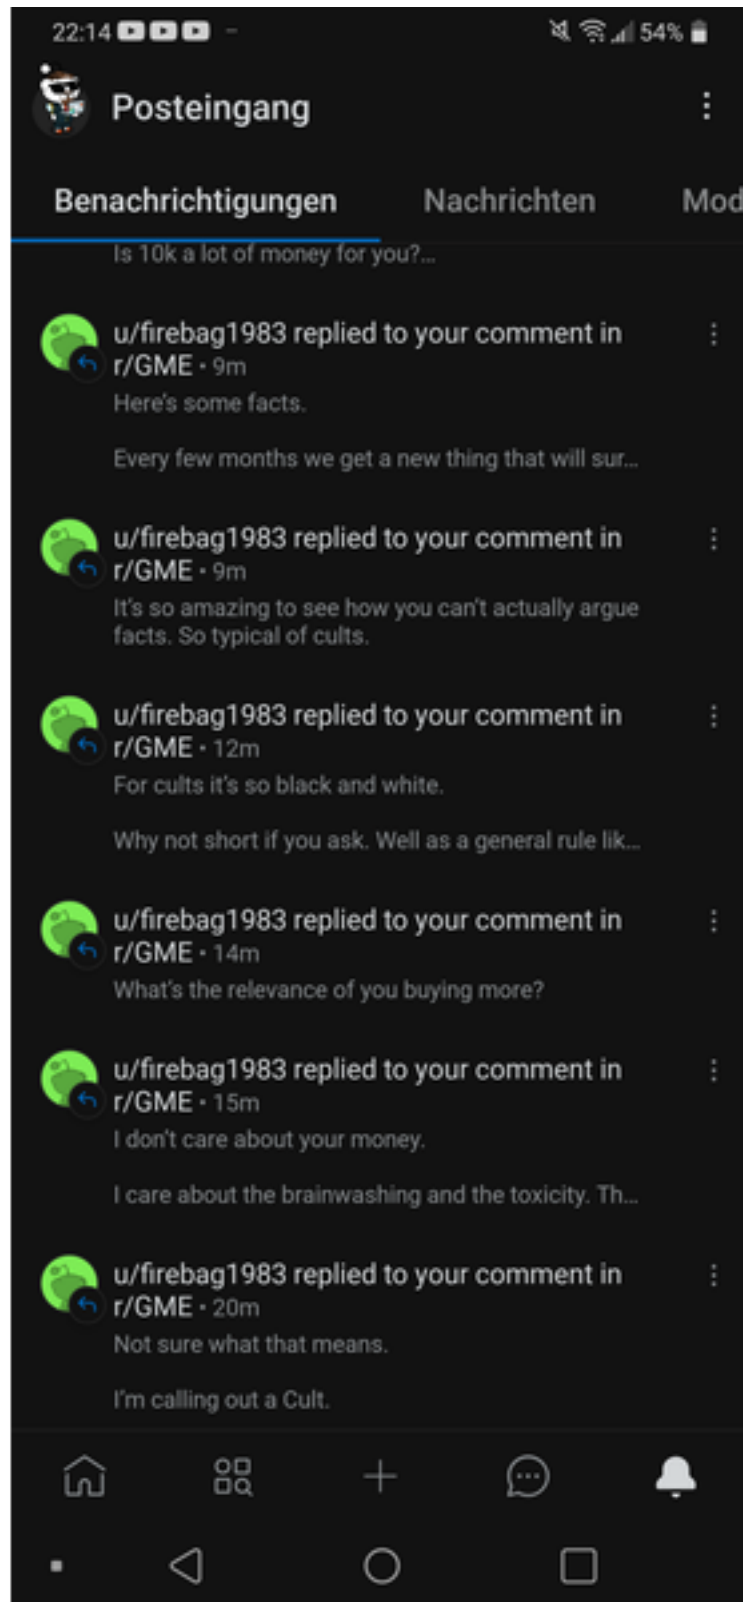 22:14
54%
Posteingang
Benachrichtigungen Nachrichten Mod
Is 10k a lot of money for you?...
u/firebag1983 replied to your comment in
r/GME • 9m
Here's some facts.
Every few months we get a new thing that will sur...
u/firebag1983 replied to your comment in
r/GME • 9m
It's so amazing to see how you can't actually argue
facts. So typical of cults.
u/firebag1983 replied to your comment in
r/GME • 12m
For cults it's so black and white.
Why not short if you ask. Well as a general rule lik...
u/firebag1983 replied to your comment in
r/GME • 14m
What's the relevance of you buying more?
u/firebag1983 replied to your comment in
r/GME • 15m
I don't care about your money.
I care about the brainwashing and the toxicity. Th...
u/firebag1983 replied to your comment in
r/GME • 20m
Not sure what that means.
I'm calling out a Cult.